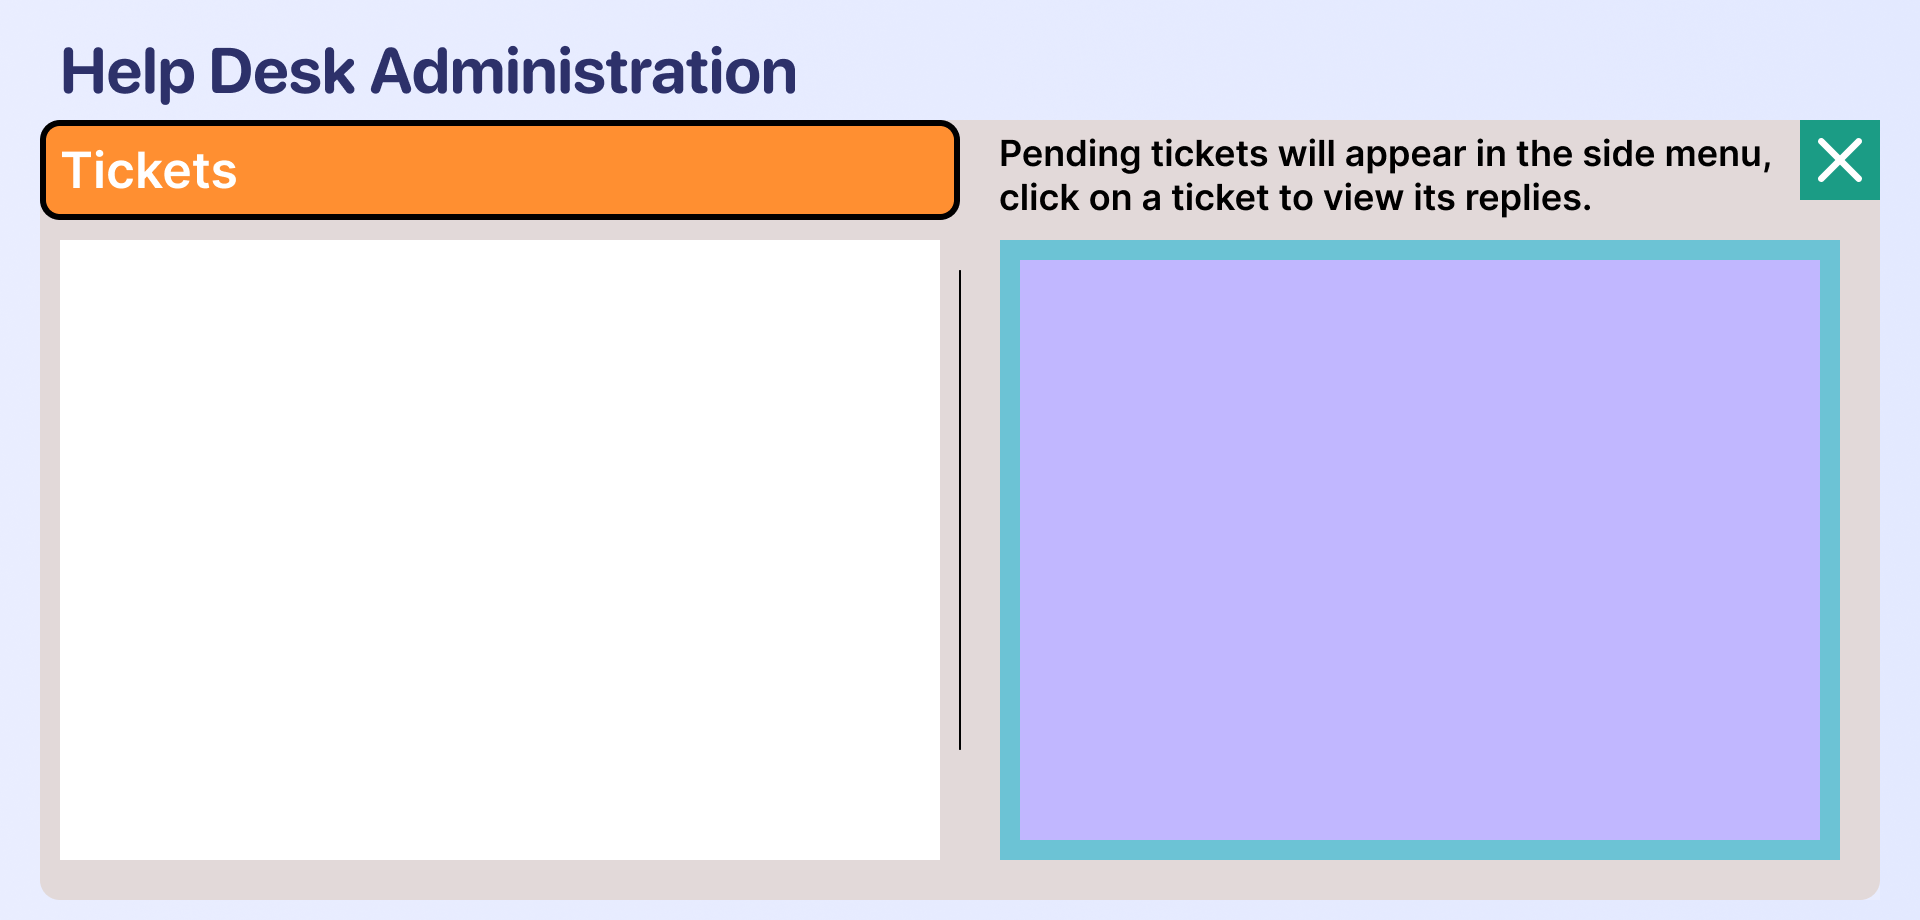 Help Desk Administration
Tickets
Pending tickets will appear in the side menu,
click on a ticket to view its replies.